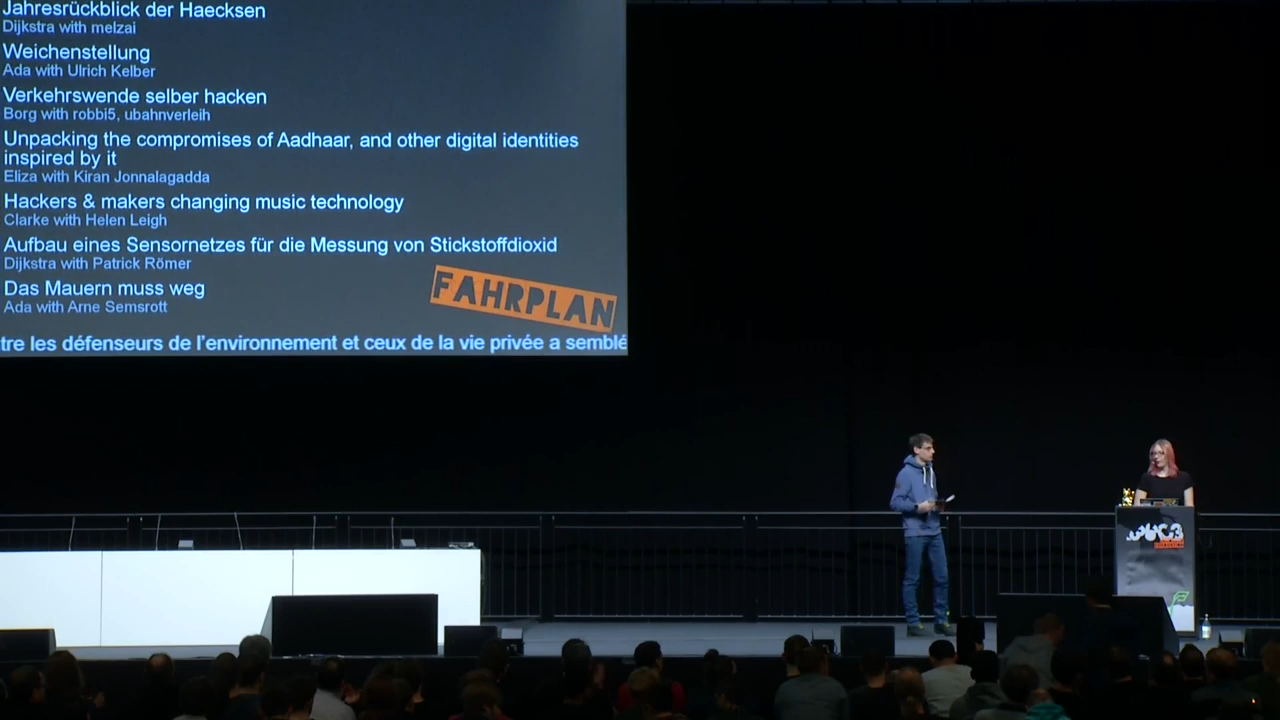 Jahresrückblick der Haecksen
Dijkstra with melzai
Weichenstellung
Ada with Ulrich Kelber
Verkehrswende selber hacken
Borg with robbi5, ubahnverleih
Unpacking the compromises of Aadhaar, and other digital identities
inspired by it
Eliza with Kiran Jonnalagadda
Hackers & makers changing music technology
Clarke with Helen Leigh
Aufbau eines Sensornetzes für die Messung von Stickstoffdioxid
Dijkstra with Patrick Römer
Das Mauern muss weg
Ada with Arne Semsrott
FAHRPLAN
tre les défenseurs de l'environnement et ceux de la vie privée a semblé